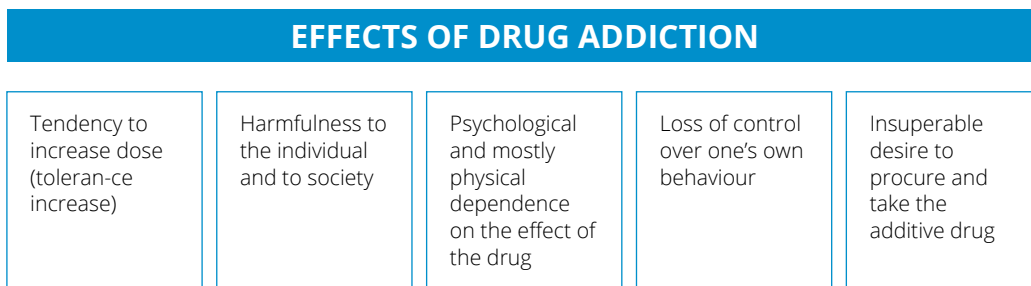 EFFECTS OF DRUG ADDICTION
Tendency to
increase dose
(toleran-ce
increase)
Harmfulness to
the individual
and to society
Psychological
and mostly
physical
dependence
on the effect of
the drug
Loss of control
over one’s own
behaviour
Insuperable
desire to
procure and
take the
additive drug